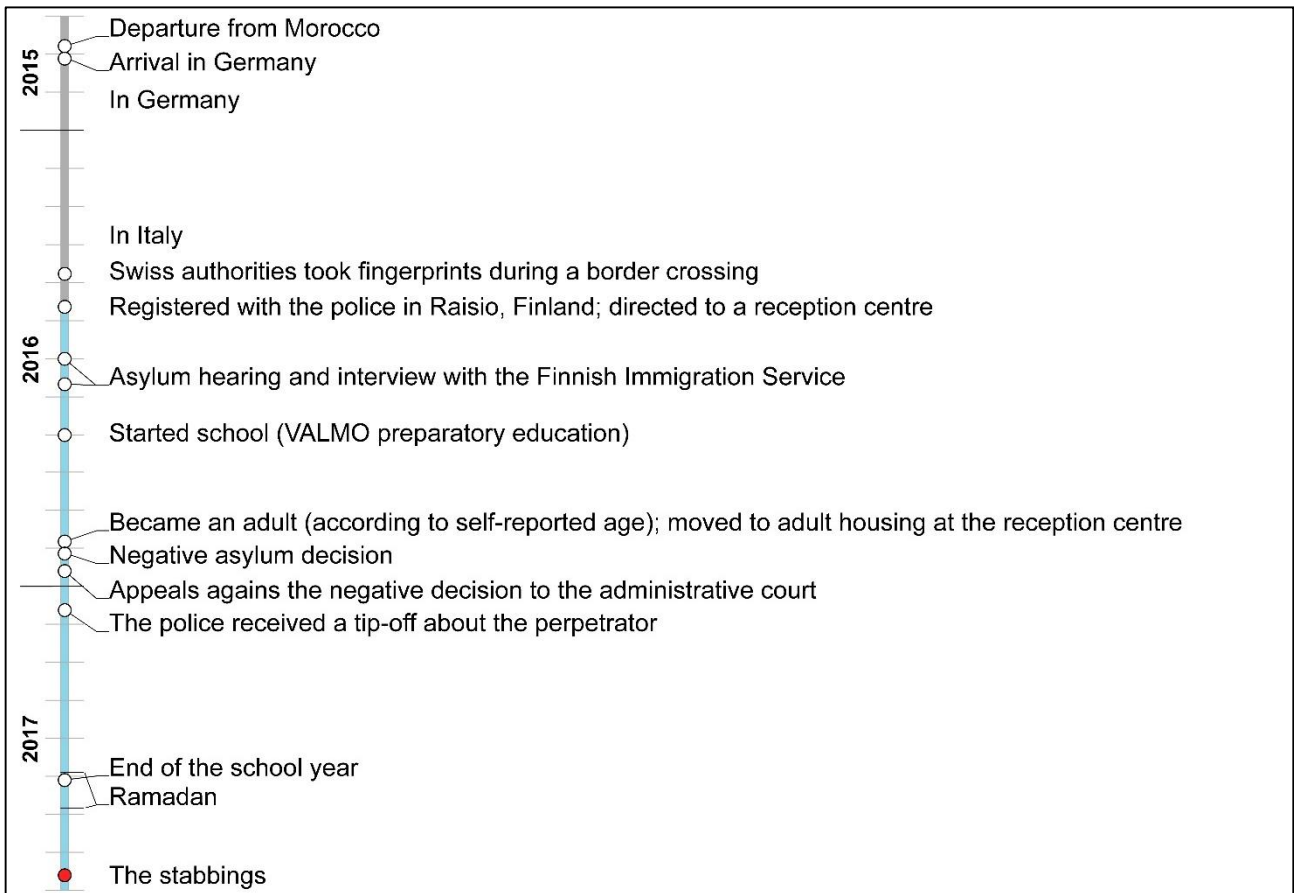 Departure from Morocco
2015
Arrival in Germany
In Germany
In Italy
Swiss authorities took fingerprints during a border crossing
Registered with the police in Raisio, Finland; directed to a reception centre
2016
Asylum hearing and interview with the Finnish Immigration Service
Started school (VALMO preparatory education)
Became an adult (according to self-reported age); moved to adult housing at the reception centre
Negative asylum decision
Appeals agains the negative decision to the administrative court
The police received a tip-off about the perpetrator
2017
End of the school year
Ramadan
The stabbings